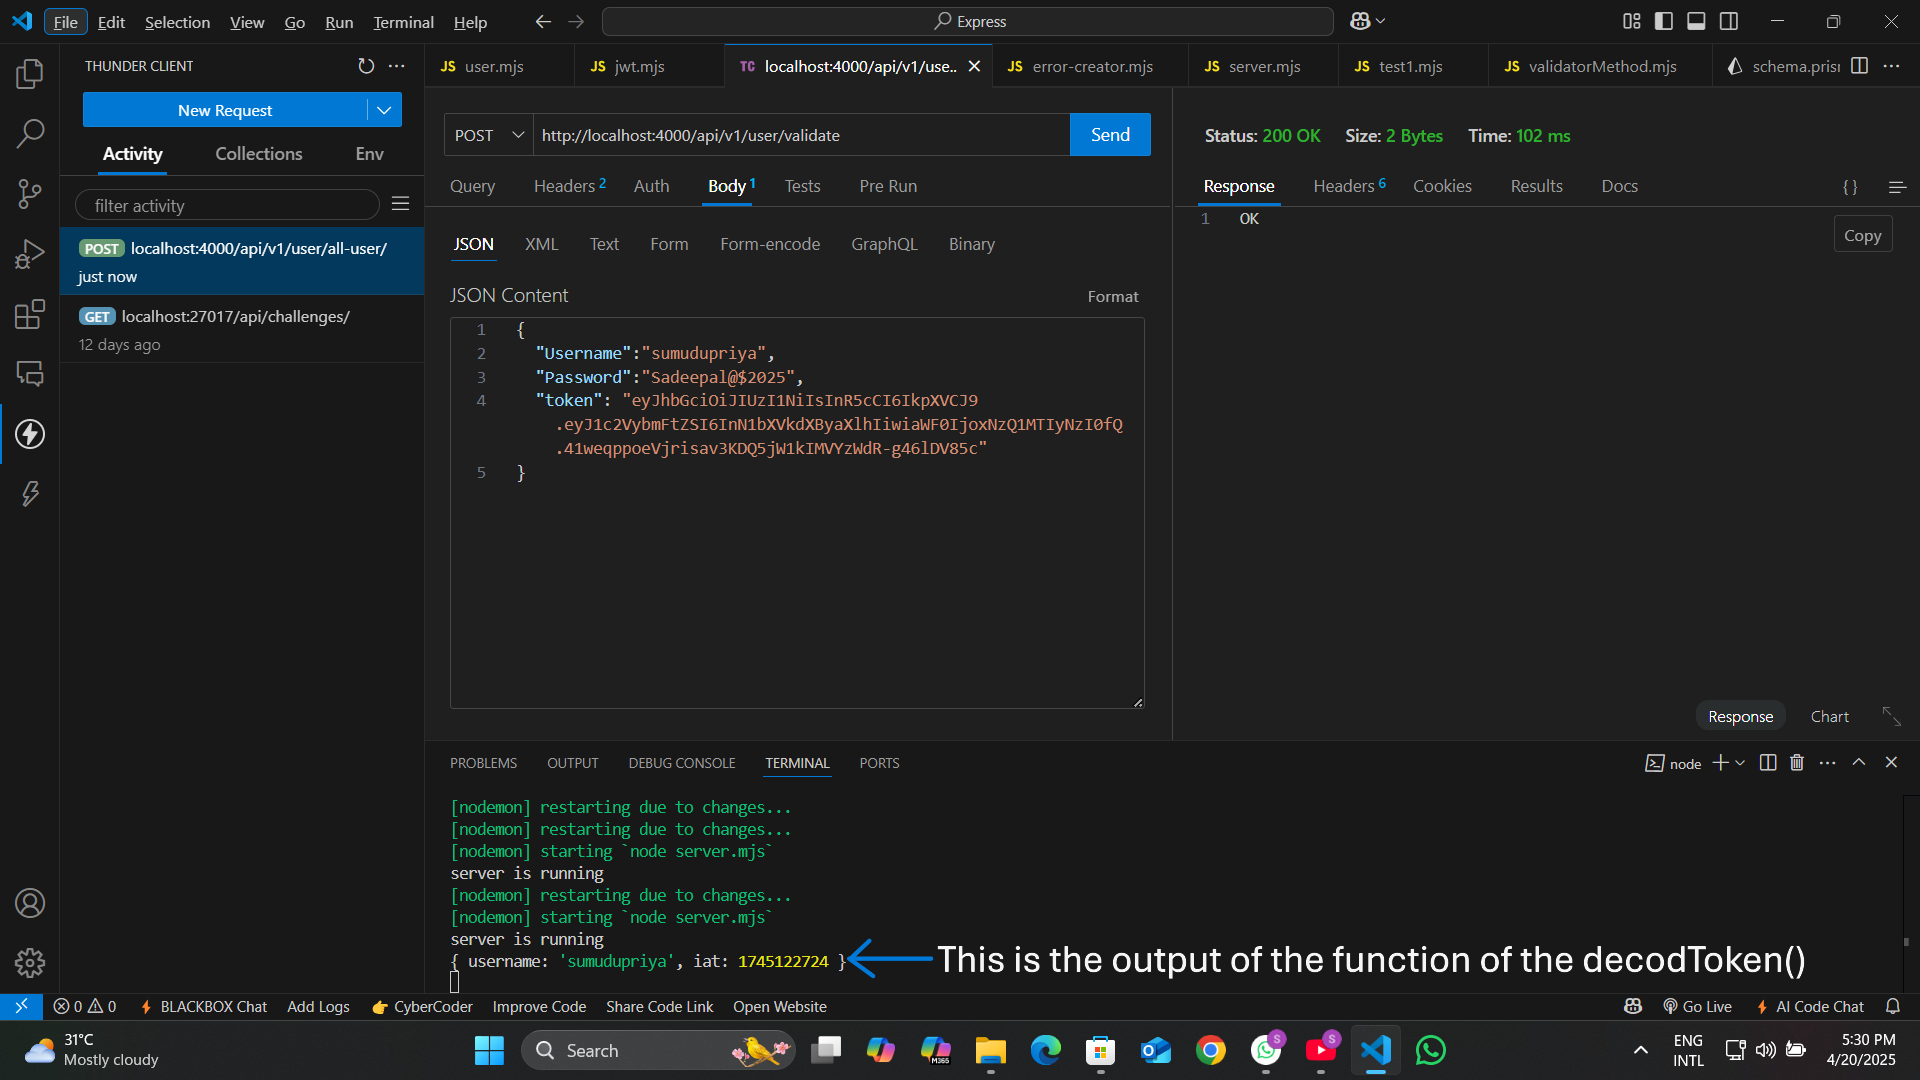 File Edit Selection View Go Run Terminal Help
Express
THUNDER CLIENT
New Request
Activity Collections Env
filter activity
POST localhost:4000/api/v1/user/all-user/
just now
GET localhost:27017/api/challenges/
12 days ago
JS user.mjs
JS jwt.mjs
TC localhost:4000/api/v1/use..
JS error-creator.mjs
JS server.mjs
JS test1.mjs
JS validatorMethod.mjs
schema.prisr
POST http://localhost:4000/api/v1/user/validate Send
Query Headers 2 Auth Body 1 Tests Pre Run
JSON XML Text Form Form-encode GraphQL Binary
JSON Content Format
1 {
2 "Username":"sumudupriya",
3 "Password":"Sadeepal@$2025",
4 "token": "eyJhbGciOiJIUzI1NiIsInR5cCI6IkpXVCJ9
.eyJ1c2VybmFtZSI6InN1bXVkdXByaXlhIiwiaWF0IjoxNzQ1MTIyNzI0fQ
.41weqppoeVjrisav3KDQ5jW1kIMVYzWdR-g46lDV85c"
5 }
Status: 200 OK Size: 2 Bytes Time: 102 ms
Response Headers 6 Cookies Results Docs {}
1 OK
Copy
Response Chart
PROBLEMS OUTPUT DEBUG CONSOLE TERMINAL PORTS
node
[nodemon] restarting due to changes...
[nodemon] restarting due to changes...
[nodemon] starting `node server.mjs`
server is running
[nodemon] restarting due to changes...
[nodemon] starting `node server.mjs`
server is running
{ username: 'sumudupriya', iat: 1745122724 }
This is the output of the function of the decodToken()
0 0 BLACKBOX Chat Add Logs CyberCoder Improve Code Share Code Link Open Website Go Live AI Code Chat
31°C
Mostly cloudy
Search
M365
S
S
ENG
INTL
5:30 PM
4/20/2025